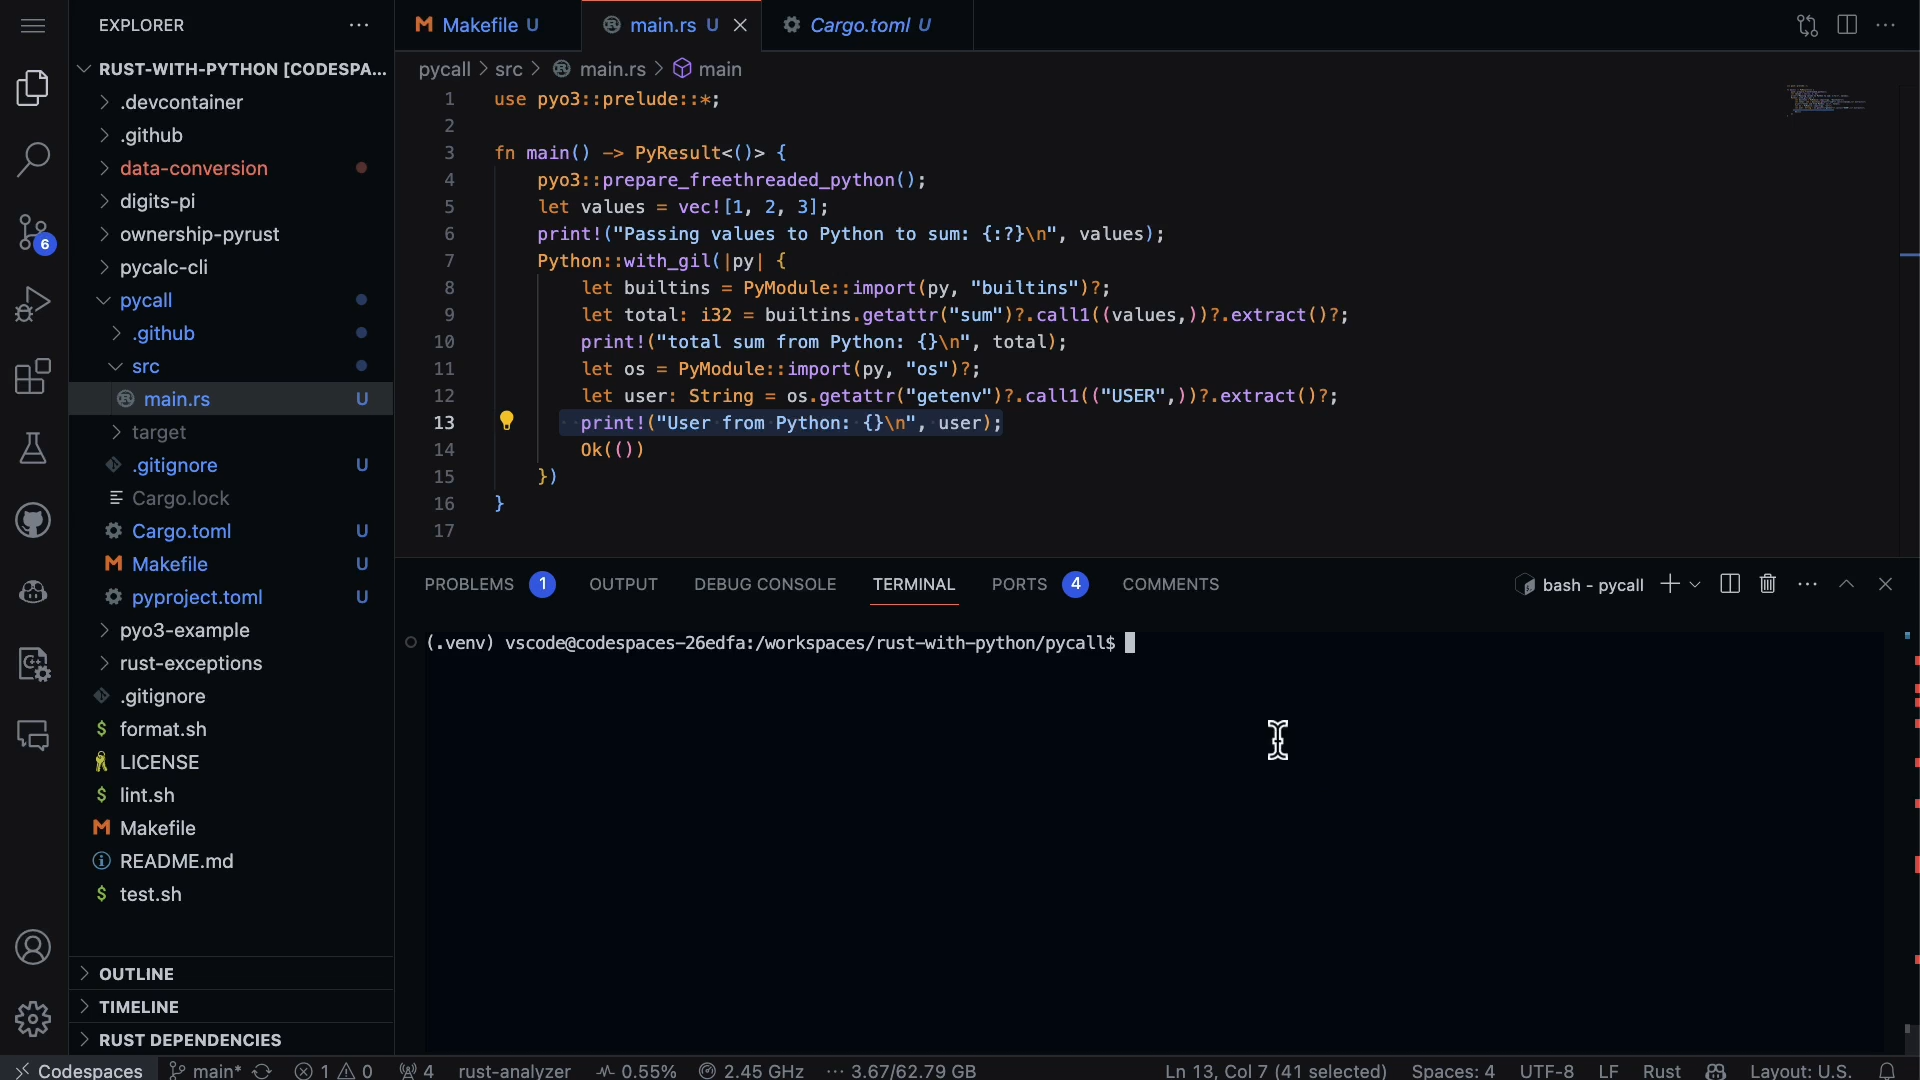 EXPLORER
RUST-WITH-PYTHON [CODESPA...
.devcontainer
.github
data-conversion
digits-pi
ownership-pyrust
pycalc-cli
pycall
.github
src
main.rs U
target
.gitignore U
Cargo.lock
Cargo.toml U
Makefile U
pyproject.toml U
pyo3-example
rust-exceptions
.gitignore
format.sh
LICENSE
lint.sh
Makefile
README.md
test.sh
OUTLINE
TIMELINE
RUST DEPENDENCIES
6
Makefile U
main.rs U
Cargo.toml U
pycall > src > main.rs > main
1 use pyo3::prelude::*;
2
3 fn main() -> PyResult<()> {
4 pyo3::prepare_freethreaded_python();
5 let values = vec![1, 2, 3];
6 print!("Passing values to Python to sum: {:?}\n", values);
7 Python::with_gil(|py| {
8 let builtins = PyModule::import(py, "builtins")?;
9 let total: i32 = builtins.getattr("sum")?.call1((values,))?.extract()?;
10 print!("total sum from Python: {}\n", total);
11 let os = PyModule::import(py, "os")?;
12 let user: String = os.getattr("getenv")?.call1(("USER",))?.extract()?;
13 print!("User from Python: {}\n", user);
14 Ok(())
15 })
16 }
17
PROBLEMS 1 OUTPUT DEBUG CONSOLE TERMINAL PORTS 4 COMMENTS
bash - pycall
(.venv) vscode@codespaces-26edfa:/workspaces/rust-with-python/pycall$
Codespaces main* 1 0 4 rust-analyzer 0.55% 2.45 GHz 3.67/62.79 GB Ln 13, Col 7 (41 selected) Spaces: 4 UTF-8 LF Rust Layout: U.S.